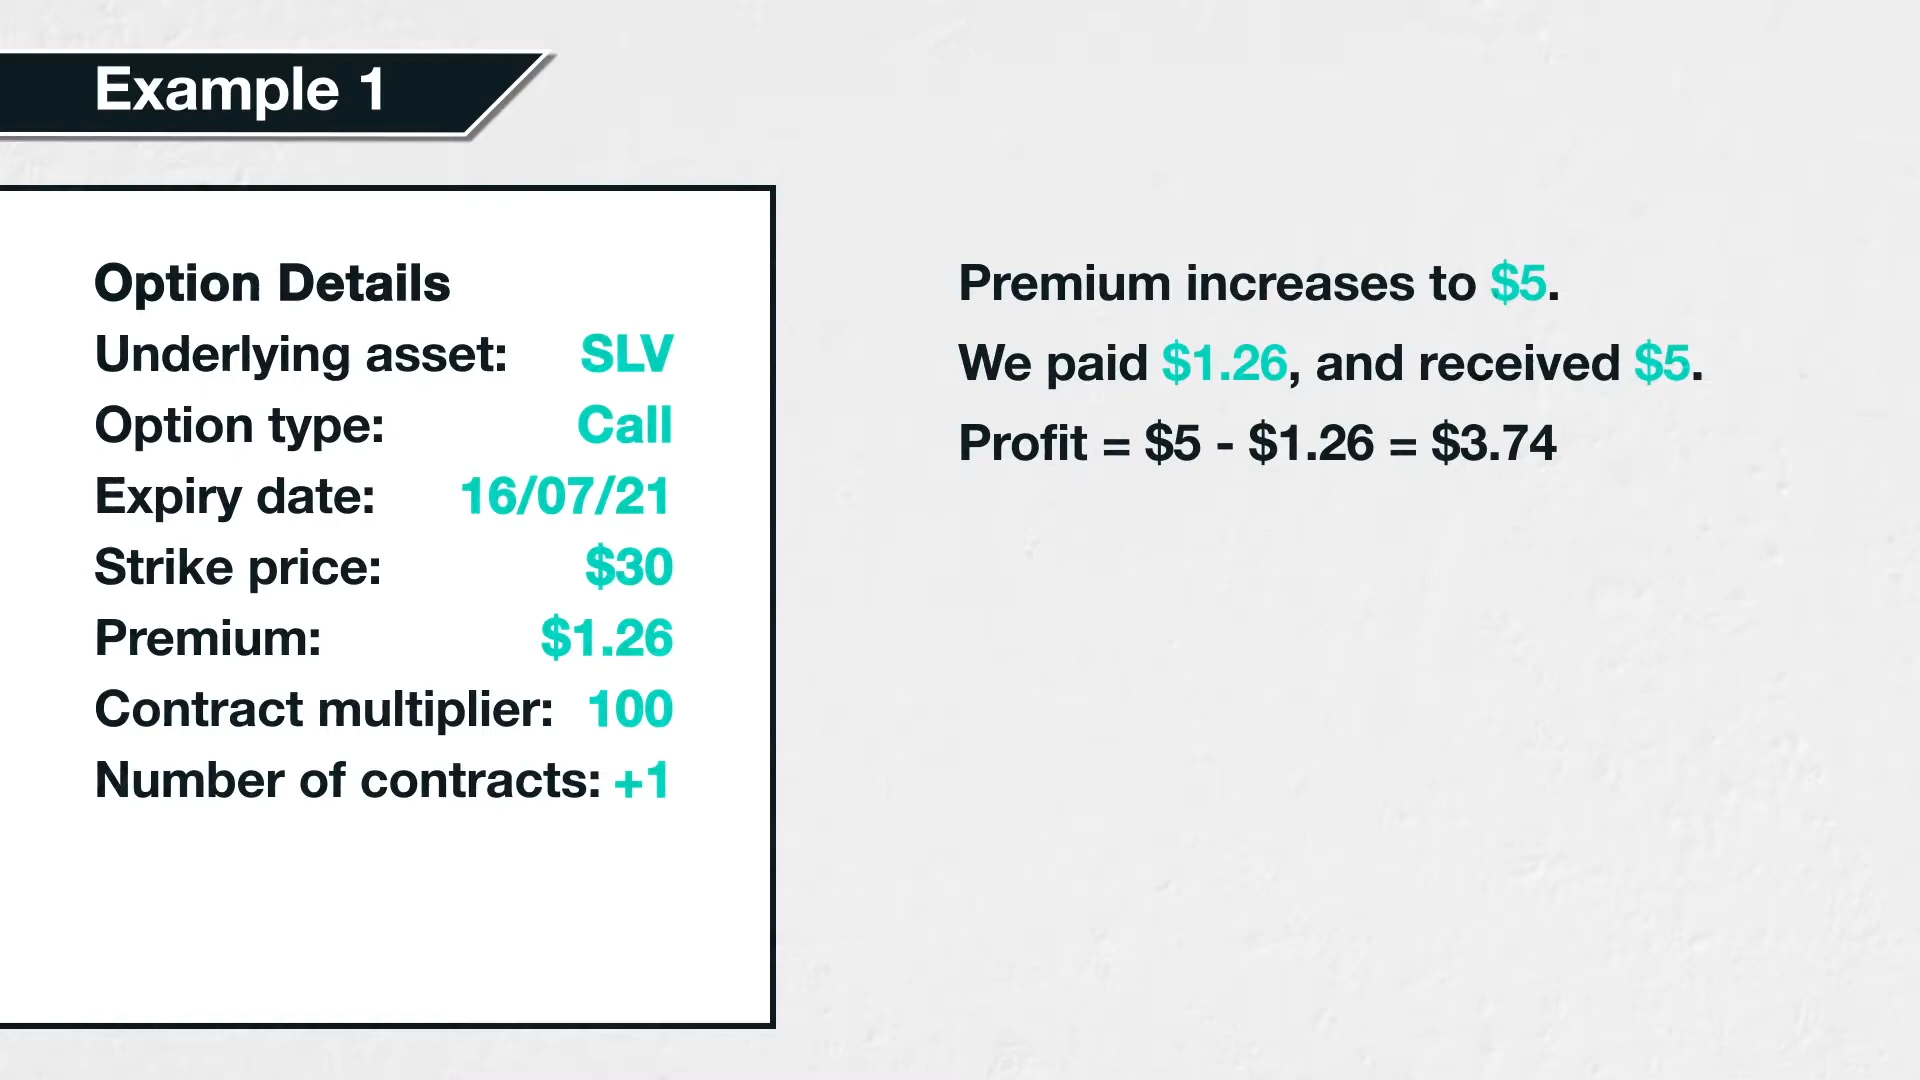 Example 1
Option Details
Underlying asset: SLV
Option type: Call
Expiry date: 16/07/21
Strike price: $30
Premium: $1.26
Contract multiplier: 100
Number of contracts: +1
Premium increases to $5.
We paid $1.26, and received $5.
Profit = $5 - $1.26 = $3.74